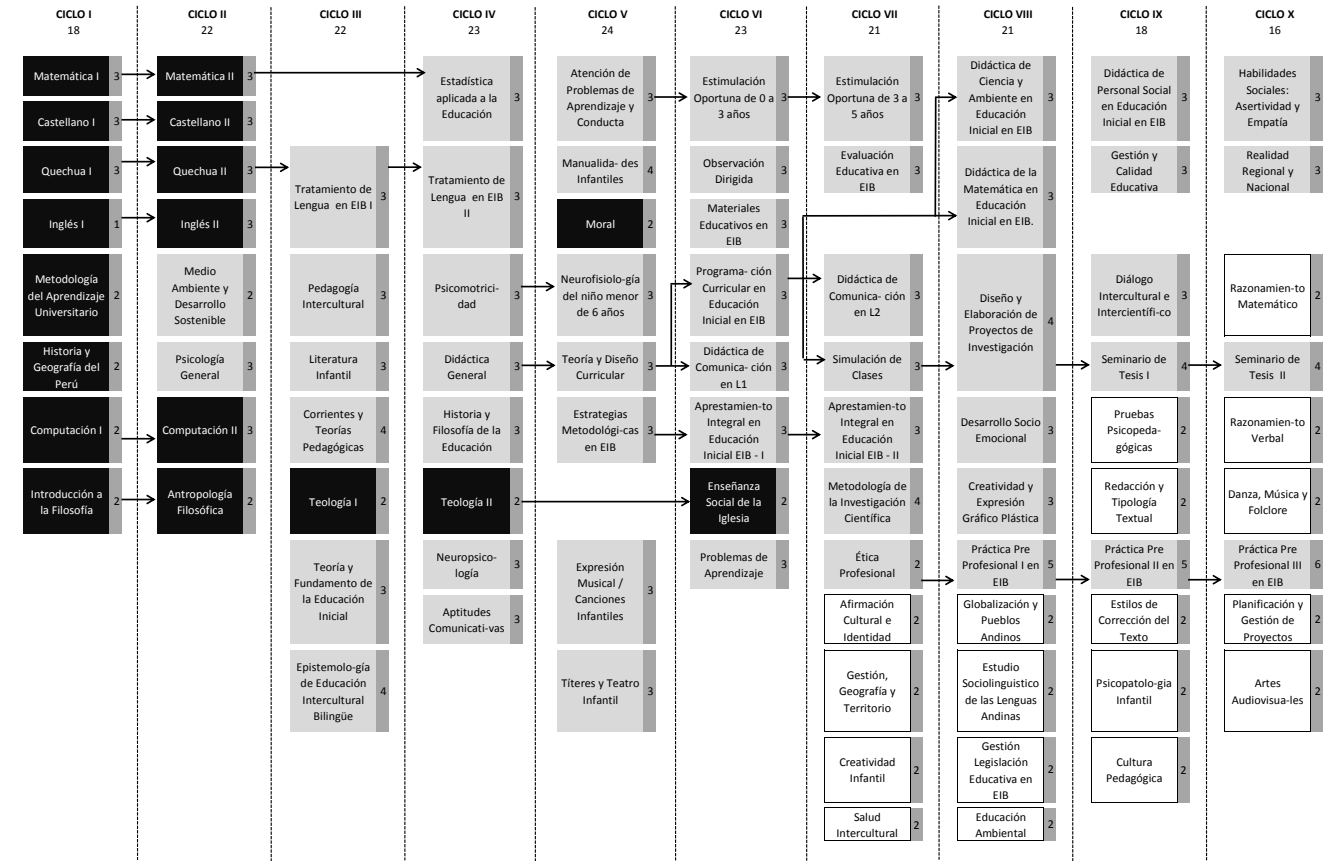 CICLO I
18
Matemática I
3
Castellano I
3
Quechua I
3
Inglés I
1
Metodología
del Aprendizaje
Universitario
2
Historia y
Geografía del
Perú
2
Computación I
2
Introducción a
la Filosofía
2
CICLO II
22
Matemática II
3
Castellano II
3
Quechua II
3
Inglés II
3
Medio
Ambiente y
Desarrollo
Sostenible
2
Psicología
General
3
Computación II
3
Antropología
Filosófica
2
CICLO III
22
Tratamiento de
Lengua en EIB I
3
Pedagogía
Intercultural
3
Literatura
Infantil
3
Corrientes y
Teorías
Pedagógicas
4
Teología I
2
Teoría y
Fundamento de
la Educación
Inicial
3
Epistemolo-gía
de Educación
Intercultural
Bilingüe
4
CICLO IV
23
Estadística
aplicada a la
Educación
3
Tratamiento de
Lengua en EIB
II
3
Psicomotrici-
dad
3
Didáctica
General
3
Historia y
Filosofía de la
Educación
3
Teología II
2
Neuropsico-
logía
3
Aptitudes
Comunicati-vas
3
CICLO V
24
Atención de
Problemas de
Aprendizaje y
Conducta
3
Manualida- des
Infantiles
4
Moral
2
Neurofisiolo-gía
del niño menor
de 6 años
3
Teoría y Diseño
Curricular
3
Estrategias
Metodológi-cas
en EIB
3
Expresión
Musical /
Canciones
Infantiles
3
Títeres y Teatro
Infantil
3
CICLO VI
23
Estimulación
Oportuna de 0 a
3 años
3
Observación
Dirigida
3
Materiales
Educativos en
EIB
3
Programa- ción
Curricular en
Educación
Inicial en EIB
3
Didáctica de
Comunica- ción
en L1
3
Aprestamien-to
Integral en
Educación
Inicial EIB - I
3
Enseñanza
Social de la
Iglesia
2
Problemas de
Aprendizaje
3
CICLO VII
21
Estimulación
Oportuna de 3 a
5 años
3
Evaluación
Educativa en
EIB
3
Didáctica de
Comunica- ción
en L2
3
Simulación de
Clases
3
Aprestamien-to
Integral en
Educación
Inicial EIB - II
3
Metodología de
la Investigación
Científica
4
Ética
Profesional
2
Afirmación
Cultural e
Identidad
2
Gestión,
Geografía y
Territorio
2
Creatividad
Infantil
2
Salud
Intercultural
2
CICLO VIII
21
Didáctica de
Ciencia y
Ambiente en
Educación
Inicial en EIB
3
Didáctica de la
Matemática en
Educación
Inicial en EIB.
3
Diseño y
Elaboración de
Proyectos de
Investigación
4
Desarrollo Socio
Emocional
3
Creatividad y
Expresión
Gráfico Plástica
3
Práctica Pre
Profesional I en
EIB
5
Globalización y
Pueblos
Andinos
2
Estudio
Sociolinguistico
de las Lenguas
Andinas
2
Gestión
Legislación
Educativa en
EIB
2
Educación
Ambiental
2
CICLO IX
18
Didáctica de
Personal Social
en Educación
Inicial en EIB
3
Gestión y
Calidad
Educativa
3
Diálogo
Intercultural e
Intercientífi-co
3
Seminario de
Tesis I
4
Pruebas
Psicopeda-
gógicas
2
Redacción y
Tipología
Textual
2
Práctica Pre
Profesional II en
EIB
5
Estilos de
Corrección del
Texto
2
Psicopatolo-gia
Infantil
2
Cultura
Pedagógica
2
CICLO X
16
Habilidades
Sociales:
Asertividad y
Empatía
3
Realidad
Regional y
Nacional
3
Razonamien-to
Matemático
2
Seminario de
Tesis II
4
Razonamien-to
Verbal
2
Danza, Música y
Folclore
2
Práctica Pre
Profesional III
en EIB
6
Planificación y
Gestión de
Proyectos
2
Artes
Audiovisua-les
2